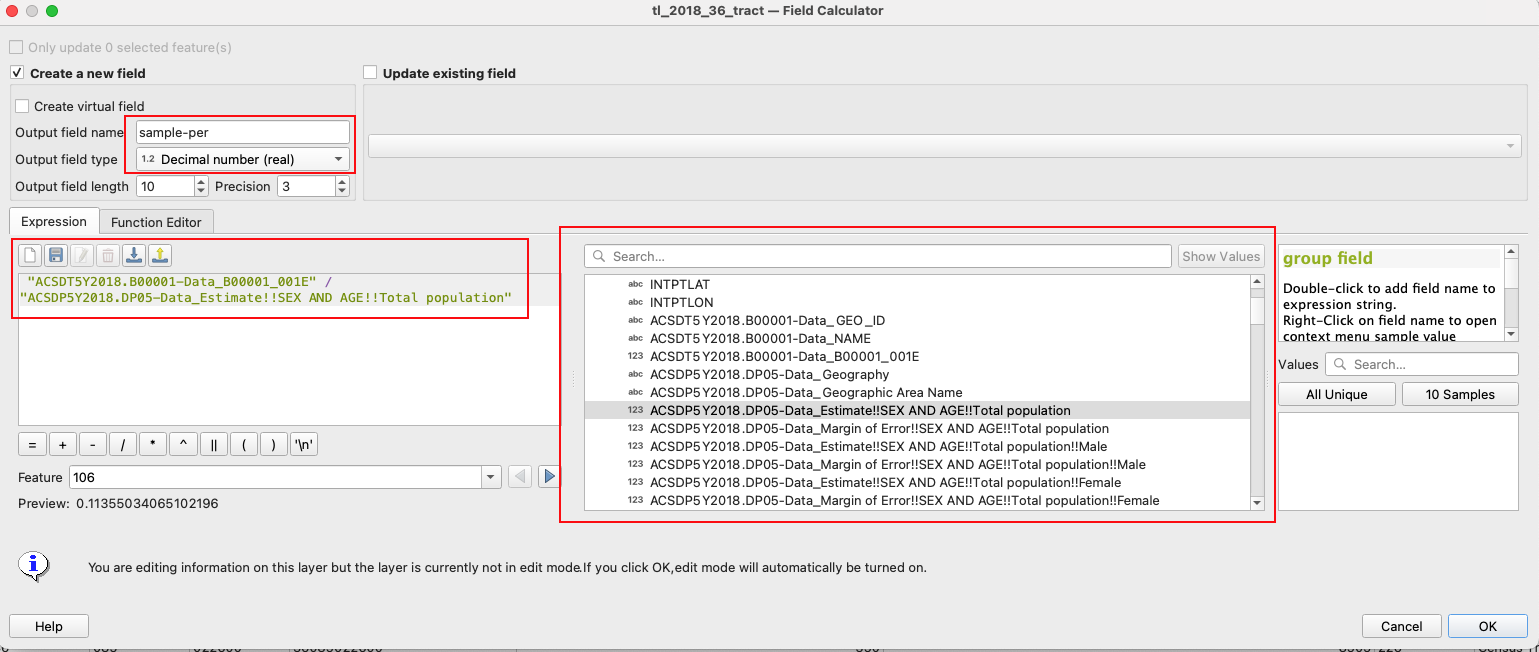 tl_2018_36_tract — Field Calculator
Only update 0 selected feature(s)
Create a new field
Update existing field
Create virtual field
Output field name
sample-per
Output field type
1.2 Decimal number (real)
Output field length
10
Precision
3
Expression
Function Editor
"ACSDT5Y2018.B00001-Data_B00001_001E" /
"ACSDP5Y2018.DP05-Data_Estimate!!SEX AND AGE!!Total population"
=
+
-
/
*
^
||
(
)
'\n'
Feature
106
Preview: 0.11355034065102196
Search...
Show Values
abc INTPTLAT
abc INTPTLON
abc ACSDT5Y2018.B00001-Data_GEO_ID
abc ACSDT5Y2018.B00001-Data_NAME
123 ACSDT5Y2018.B00001-Data_B00001_001E
abc ACSDP5Y2018.DP05-Data_Geography
abc ACSDP5Y2018.DP05-Data_Geographic Area Name
123 ACSDP5Y2018.DP05-Data_Estimate!!SEX AND AGE!!Total population
123 ACSDP5Y2018.DP05-Data_Margin of Error!!SEX AND AGE!!Total population
123 ACSDP5Y2018.DP05-Data_Estimate!!SEX AND AGE!!Total population!!Male
123 ACSDP5Y2018.DP05-Data_Margin of Error!!SEX AND AGE!!Total population!!Male
123 ACSDP5Y2018.DP05-Data_Estimate!!SEX AND AGE!!Total population!!Female
123 ACSDP5Y2018.DP05-Data_Margin of Error!!SEX AND AGE!!Total population!!Female
group field
Double-click to add field name to
expression string.
Right-Click on field name to open
context menu sample value
Values
Search...
All Unique
10 Samples
You are editing information on this layer but the layer is currently not in edit mode.If you click OK,edit mode will automatically be turned on.
Help
Cancel
OK